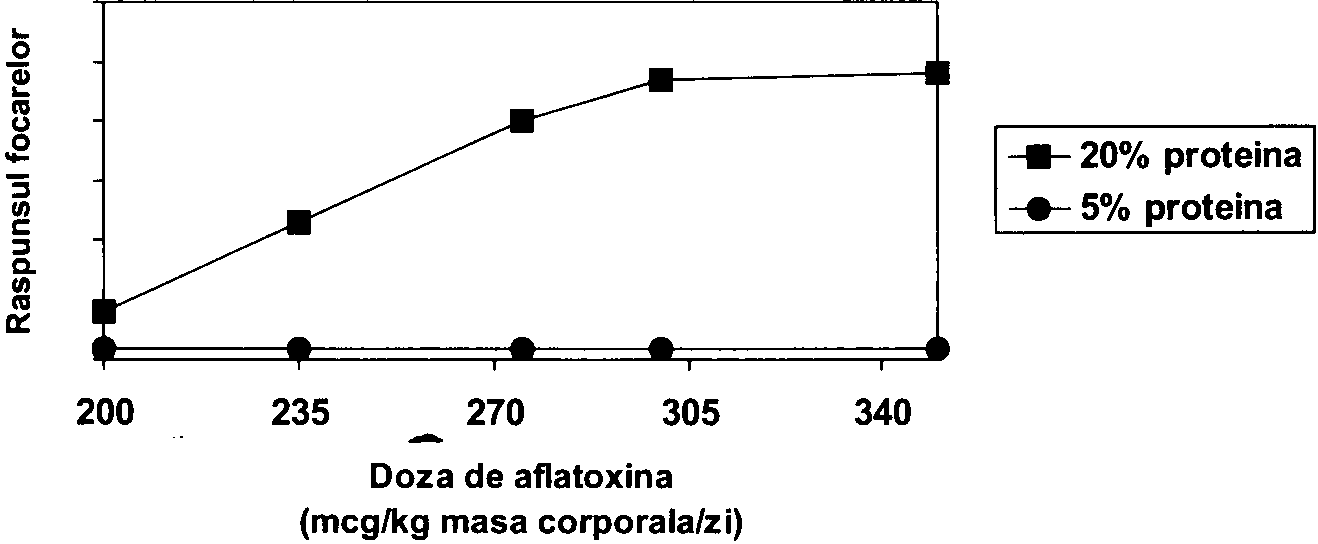 Raspunsul focarelor
20% proteina
5% proteina
200 235 270 305 340
Doza de aflatoxina
(mcg/kg masa corporala/zi)